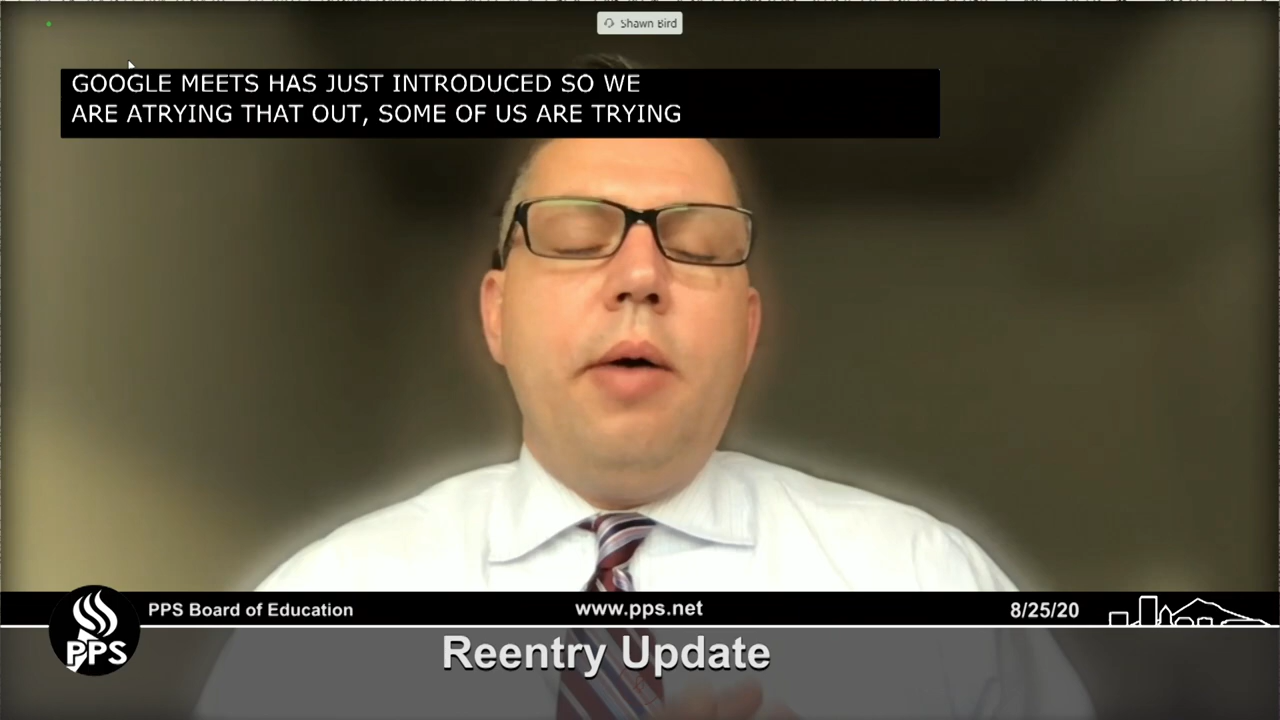 Shawn Bird
GOOGLE MEETS HAS JUST INTRODUCED SO WE
ARE ATRYING THAT OUT, SOME OF US ARE TRYING
PPS Board of Education
www.pps.net
8/25/20
PPS
Reentry Update